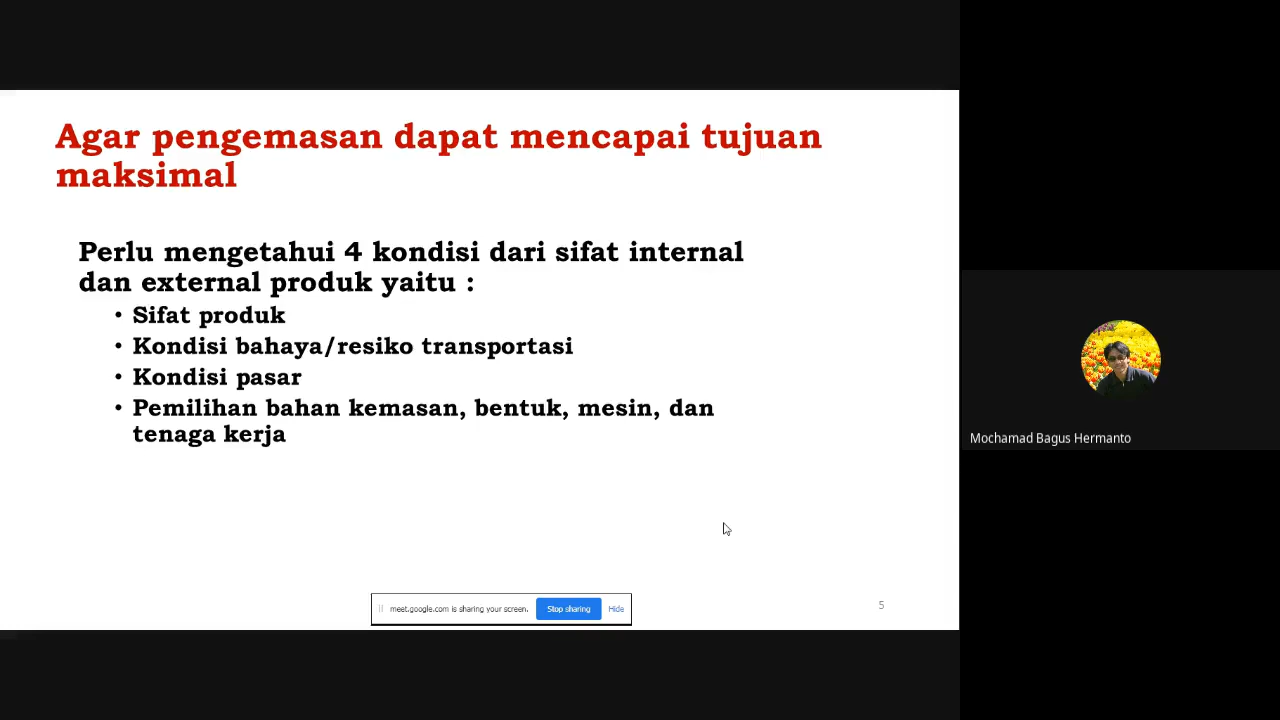 Agar pengemasan dapat mencapai tujuan
maksimal
Perlu mengetahui 4 kondisi dari sifat internal
dan external produk yaitu :
• Sifat produk
• Kondisi bahaya/resiko transportasi
• Kondisi pasar
• Pemilihan bahan kemasan, bentuk, mesin, dan
tenaga kerja
meet.google.com is sharing your screen. Stop sharing Hide
5
Mochamad Bagus Hermanto